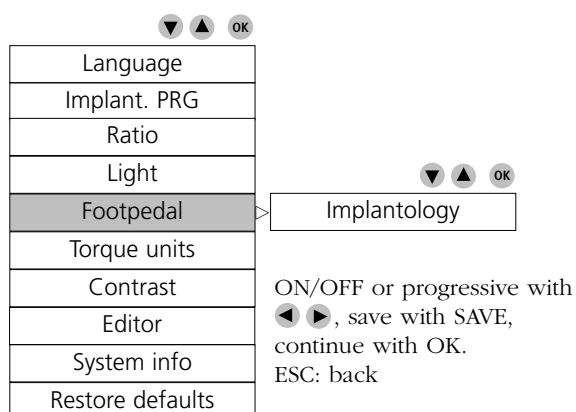 ▼ ▲ OK
Language
Implant. PRG
Ratio
Light
Footpedal
Torque units
Contrast
Editor
System info
Restore defaults
▼ ▲ OK
Implantology
ON/OFF or progressive with
◀ ▶, save with SAVE,
continue with OK.
ESC: back